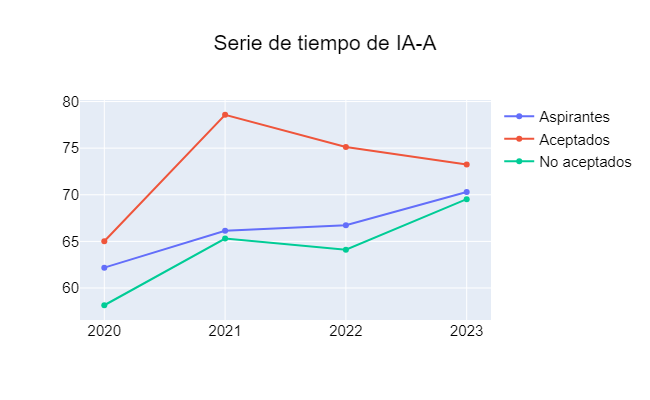 Serie de tiempo de IA-A
80
75
70
65
60
2020
2021
2022
2023
Aspirantes
Aceptados
No aceptados